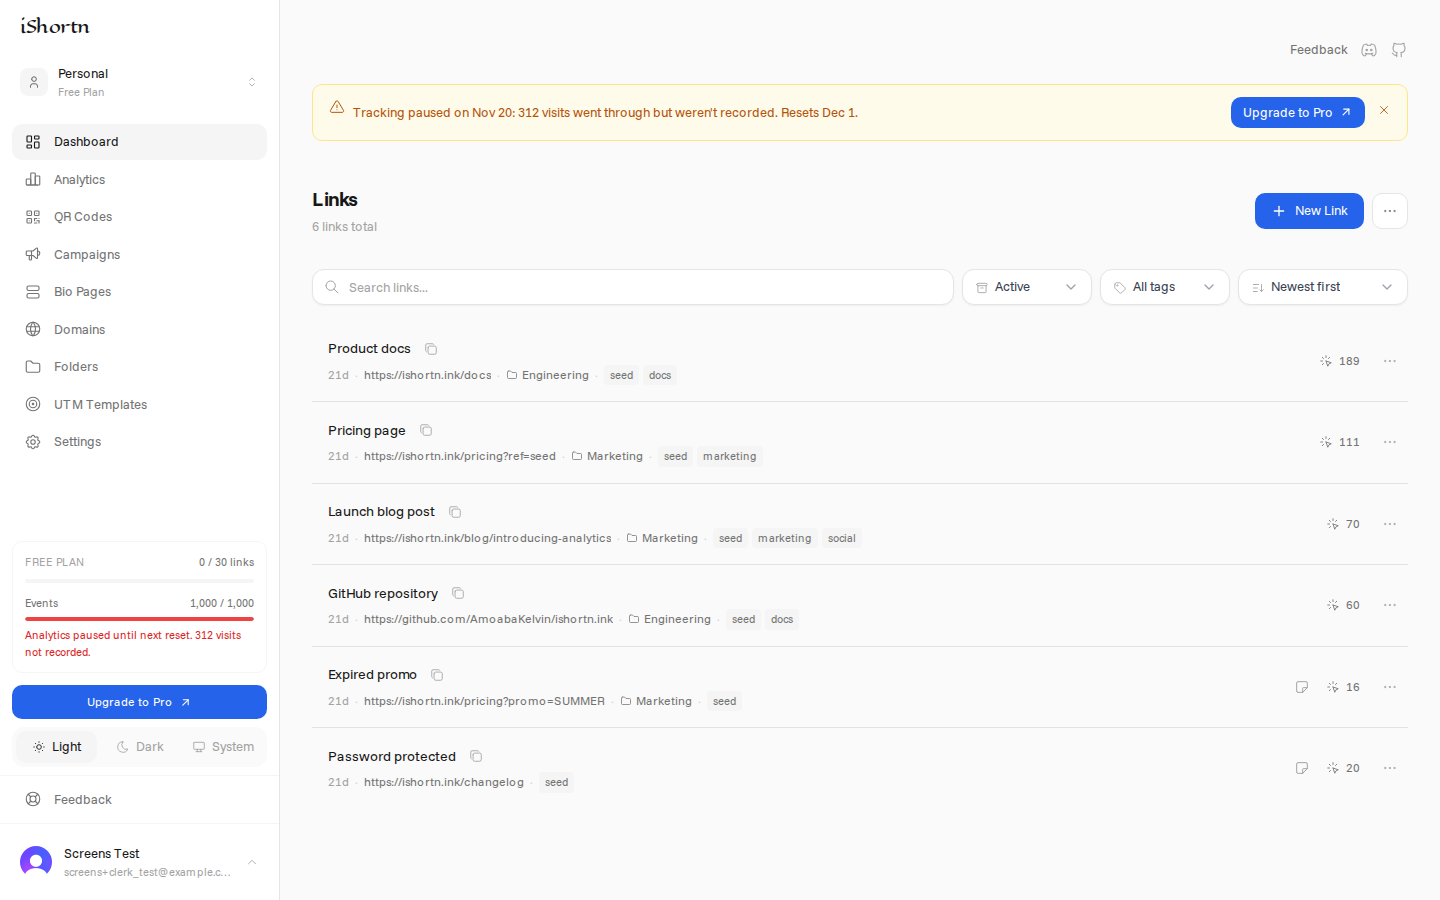 iShortn
Personal
Free Plan
Dashboard
Analytics
QR Codes
Campaigns
Bio Pages
Domains
Folders
UTM Templates
Settings
FREE PLAN 0 / 30 links
Events 1,000 / 1,000
Analytics paused until next reset. 312 visits
not recorded.
Upgrade to Pro
Light Dark System
Feedback
Screens Test
screens+clerk_test@example.c...
Feedback
Tracking paused on Nov 20: 312 visits went through but weren't recorded. Resets Dec 1.
Upgrade to Pro
Links
6 links total
New Link
Search links...
Active
All tags
Newest first
Product docs
21d · https://ishortn.ink/docs · Engineering · seed docs
189
Pricing page
21d · https://ishortn.ink/pricing?ref=seed · Marketing · seed marketing
111
Launch blog post
21d · https://ishortn.ink/blog/introducing-analytics · Marketing · seed marketing social
70
GitHub repository
21d · https://github.com/AmoabaKelvin/ishortn.ink · Engineering · seed docs
60
Expired promo
21d · https://ishortn.ink/pricing?promo=SUMMER · Marketing · seed
16
Password protected
21d · https://ishortn.ink/changelog · seed
20